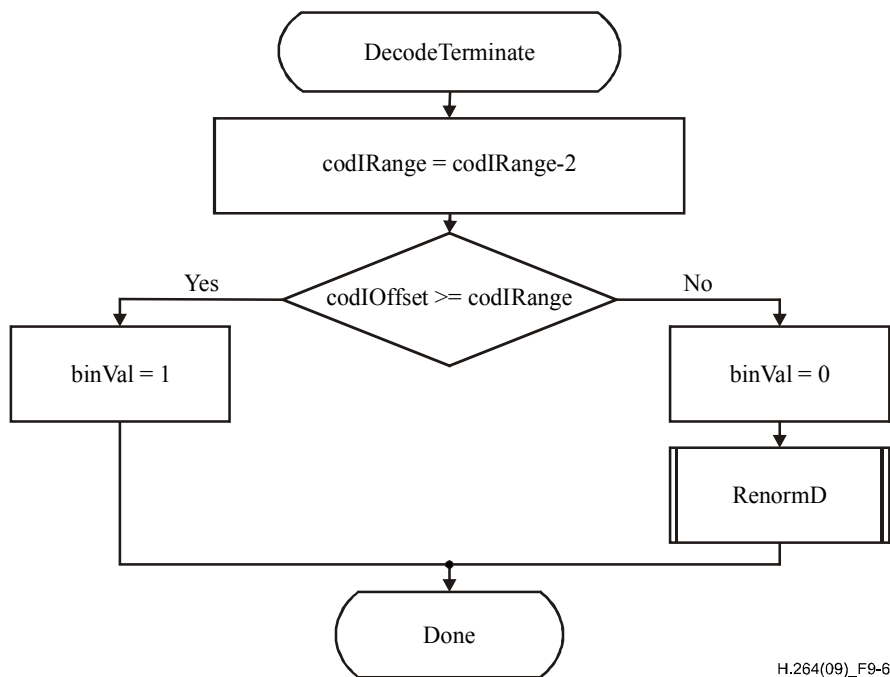 DecodeTerminate
codIRange = codIRange-2
codIOffset >= codIRange
Yes
No
binVal = 1
binVal = 0
RenormD
Done
H.264(09)_F9-6